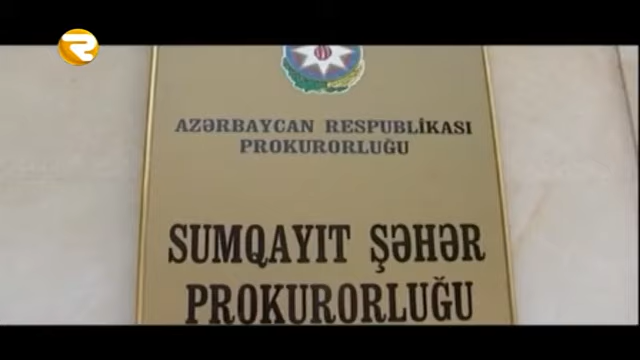 AZƏRBAYCAN RESPUBLİKASI
PROKURORLUĞU
SUMQAYIT ŞƏHƏR
PROKURORLUĞU